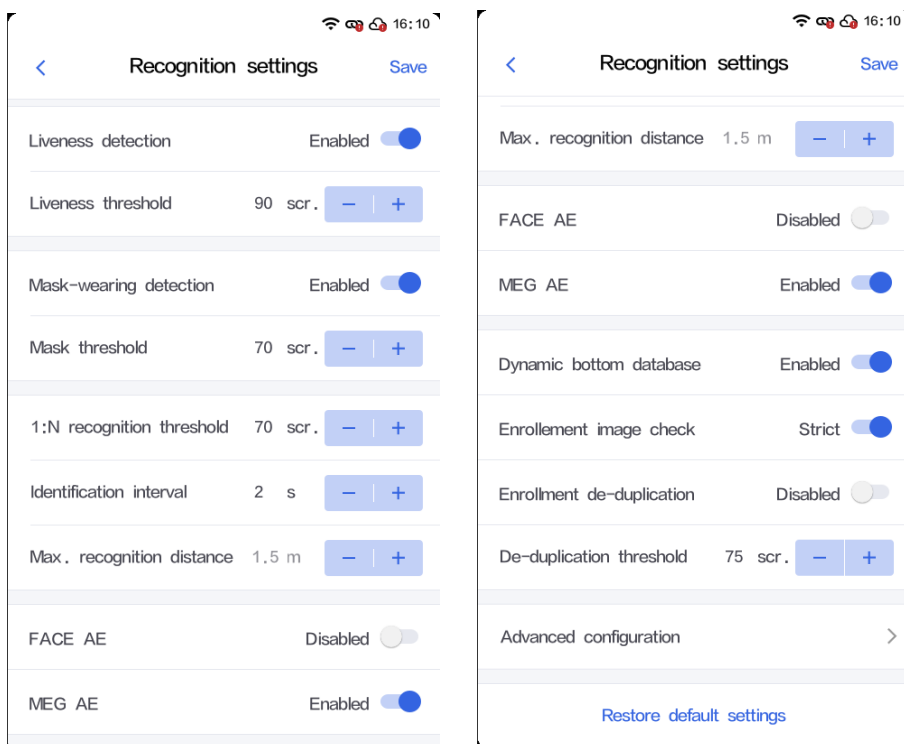 16:10
Recognition settings Save
Liveness detection Enabled
Liveness threshold 90 scr. − +
Mask-wearing detection Enabled
Mask threshold 70 scr. − +
1:N recognition threshold 70 scr. − +
Identification interval 2 s − +
Max. recognition distance 1.5 m − +
FACE AE Disabled
MEG AE Enabled
16:10
Recognition settings Save
Max. recognition distance 1.5 m − +
FACE AE Disabled
MEG AE Enabled
Dynamic bottom database Enabled
Enrollement image check Strict
Enrollment de-duplication Disabled
De-duplication threshold 75 scr. − +
Advanced configuration
Restore default settings